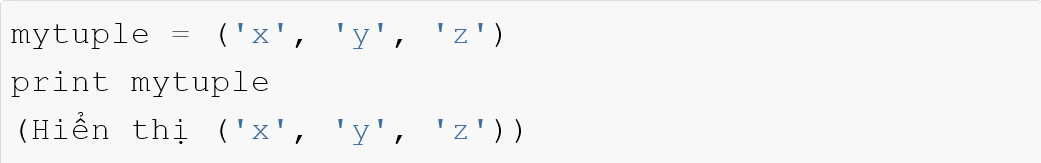 mytuple = ('x', 'y', 'z')
print mytuple
(Hiển thị ('x', 'y', 'z'))